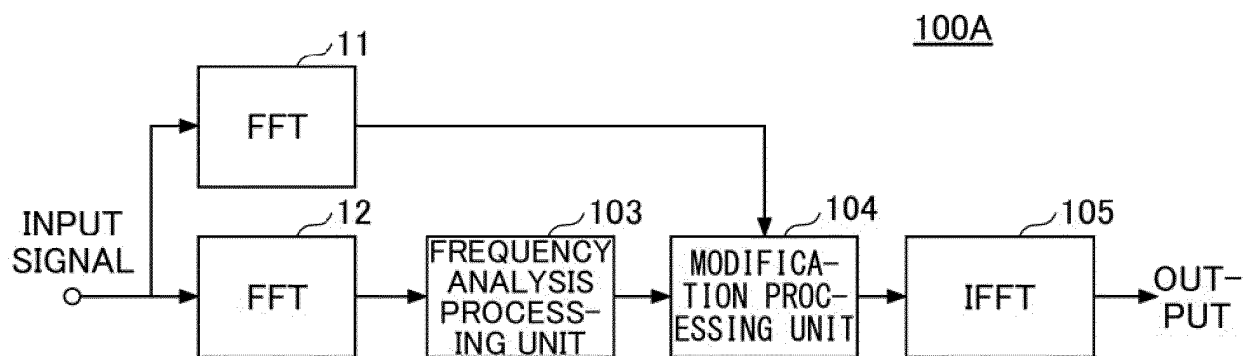 100A
11
FFT
INPUT
SIGNAL
12
FFT
103
FREQUENCY
ANALYSIS
PROCESS-
ING UNIT
104
MODIFICA-
TION PROC-
ESSING UNIT
105
IFFT
OUT-
PUT